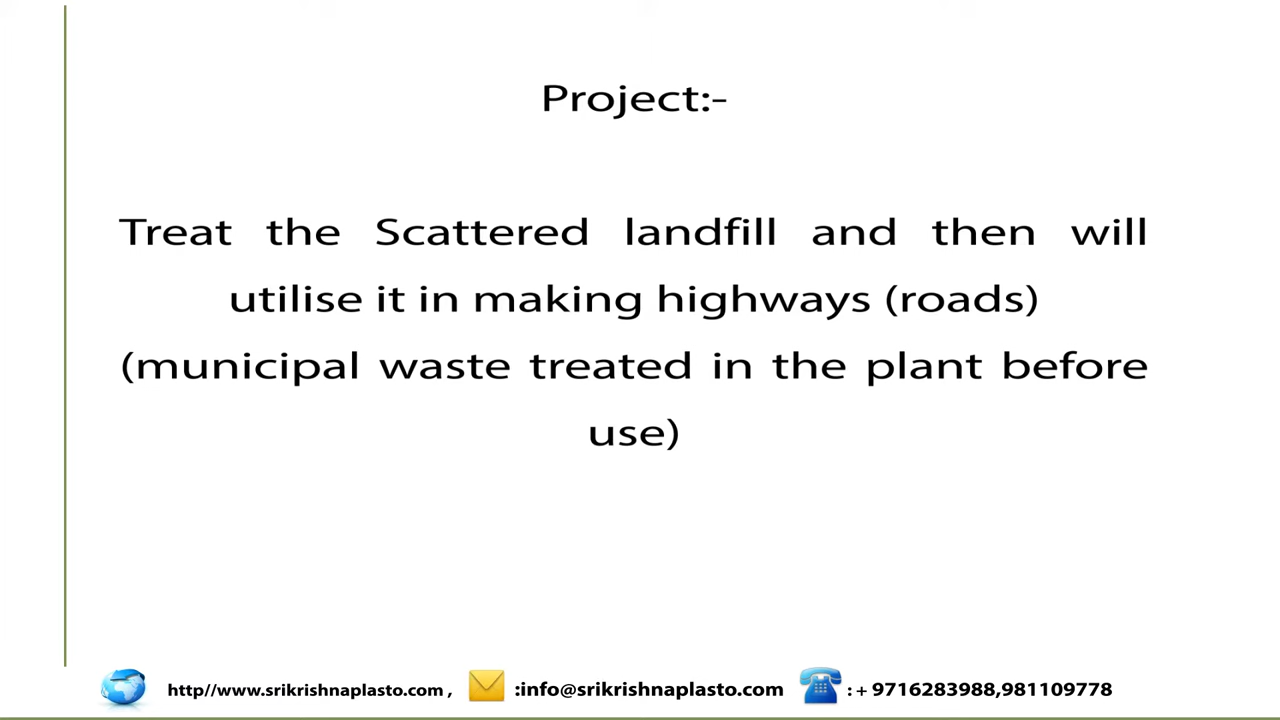 Project:-
Treat the Scattered landfill and then will
utilise it in making highways (roads)
(municipal waste treated in the plant before
use)
http//www.srikrishnaplasto.com , :info@srikrishnaplasto.com : + 9716283988,981109778